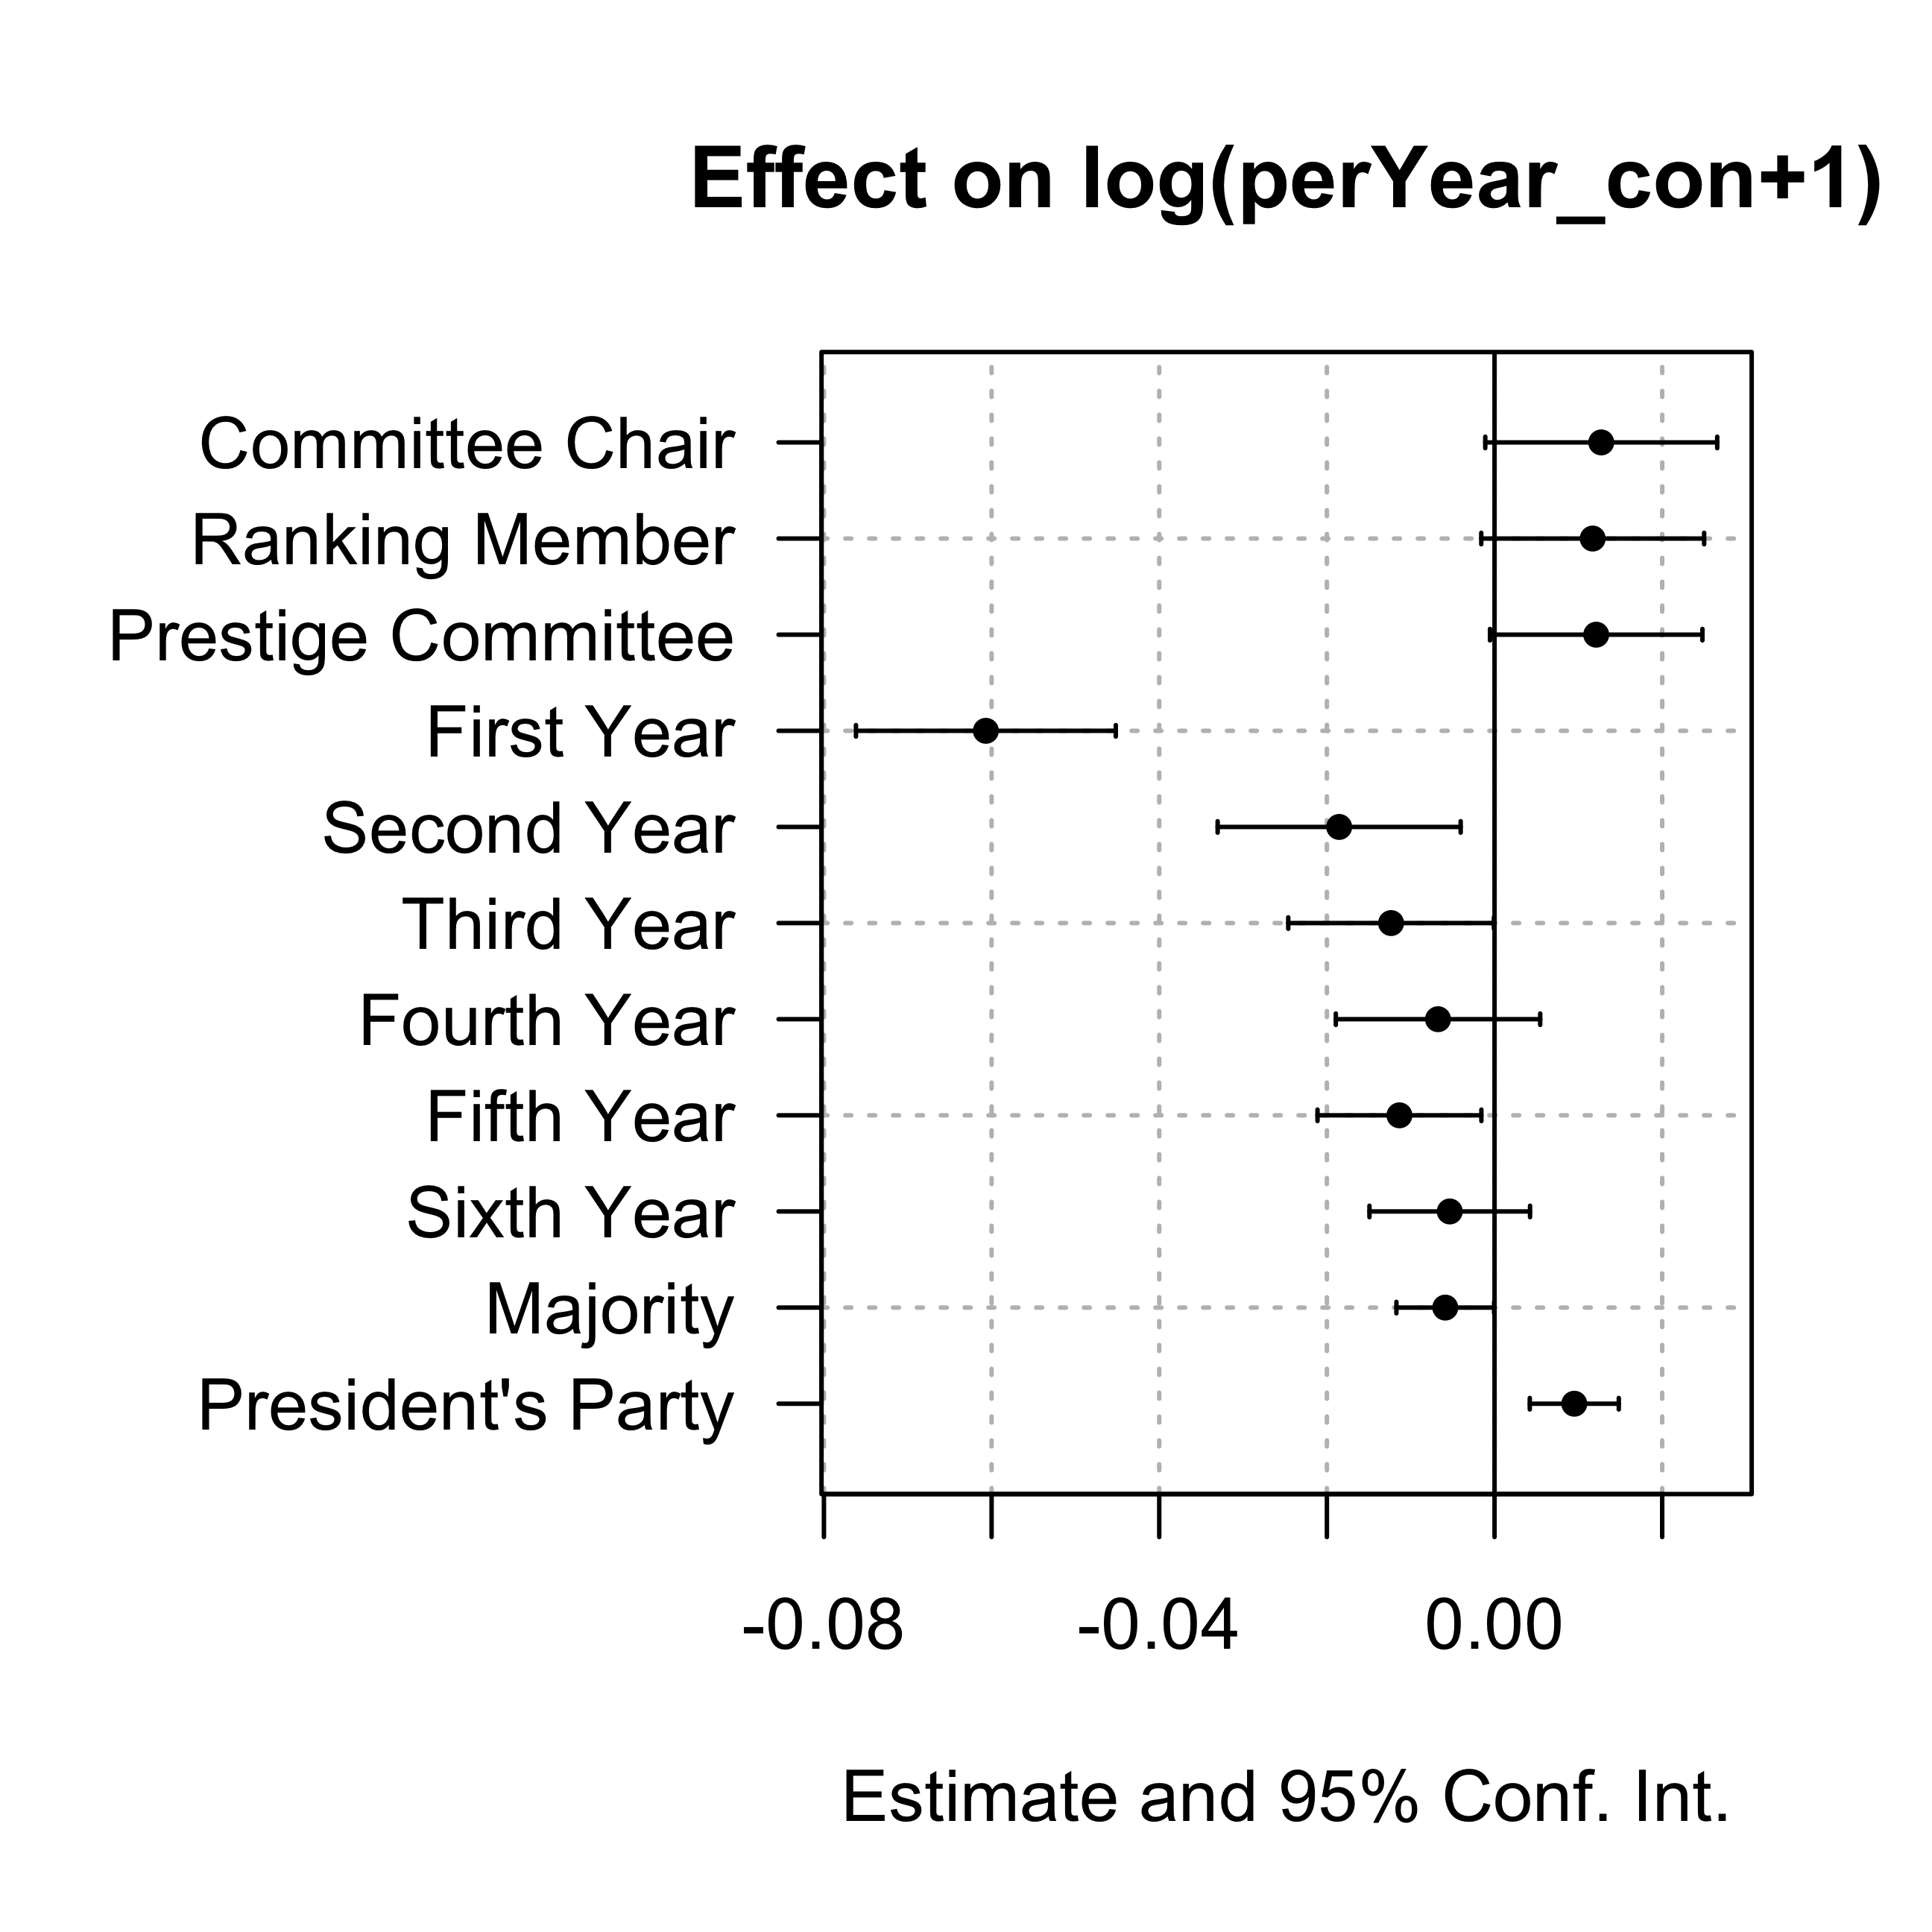 Effect on log(perYear_con+1)
Committee Chair
Ranking Member
Prestige Committee
First Year
Second Year
Third Year
Fourth Year
Fifth Year
Sixth Year
Majority
President's Party
-0.08 -0.04 0.00
Estimate and 95% Conf. Int.